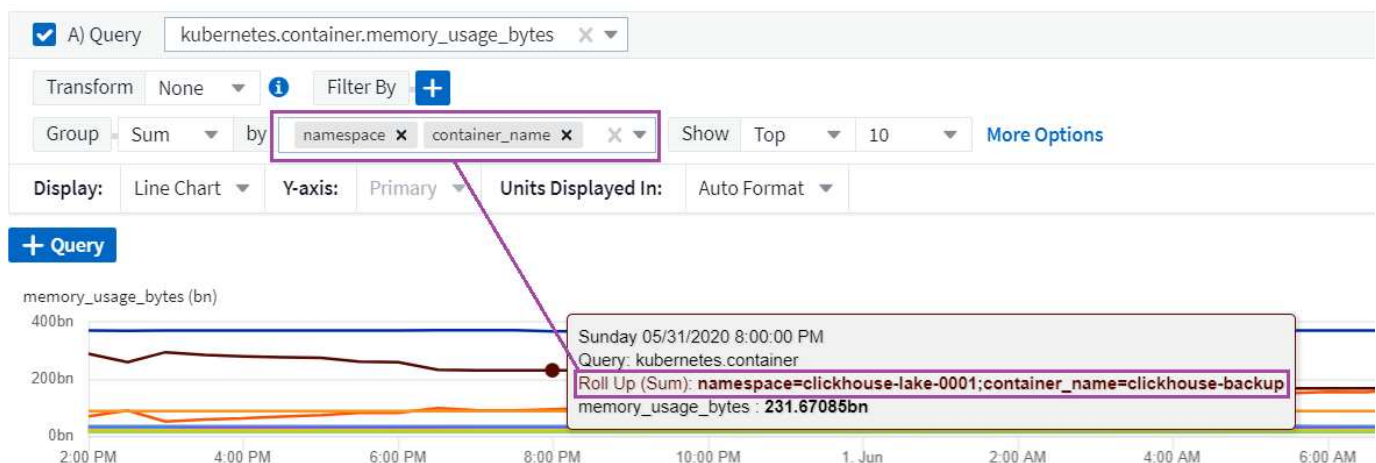 A) Query kubernetes.container.memory_usage_bytes
Transform None Filter By +
Group Sum by namespace container_name Show Top 10 More Options
Display: Line Chart Y-axis: Primary Units Displayed In: Auto Format
+ Query
memory_usage_bytes (bn)
400bn
200bn
0bn
Sunday 05/31/2020 8:00:00 PM
Query: kubernetes.container
Roll Up (Sum): namespace=clickhouse-lake-0001;container_name=clickhouse-backup
memory_usage_bytes : 231.67085bn
2:00 PM 4:00 PM 6:00 PM 8:00 PM 10:00 PM 1. Jun 2:00 AM 4:00 AM 6:00 AM